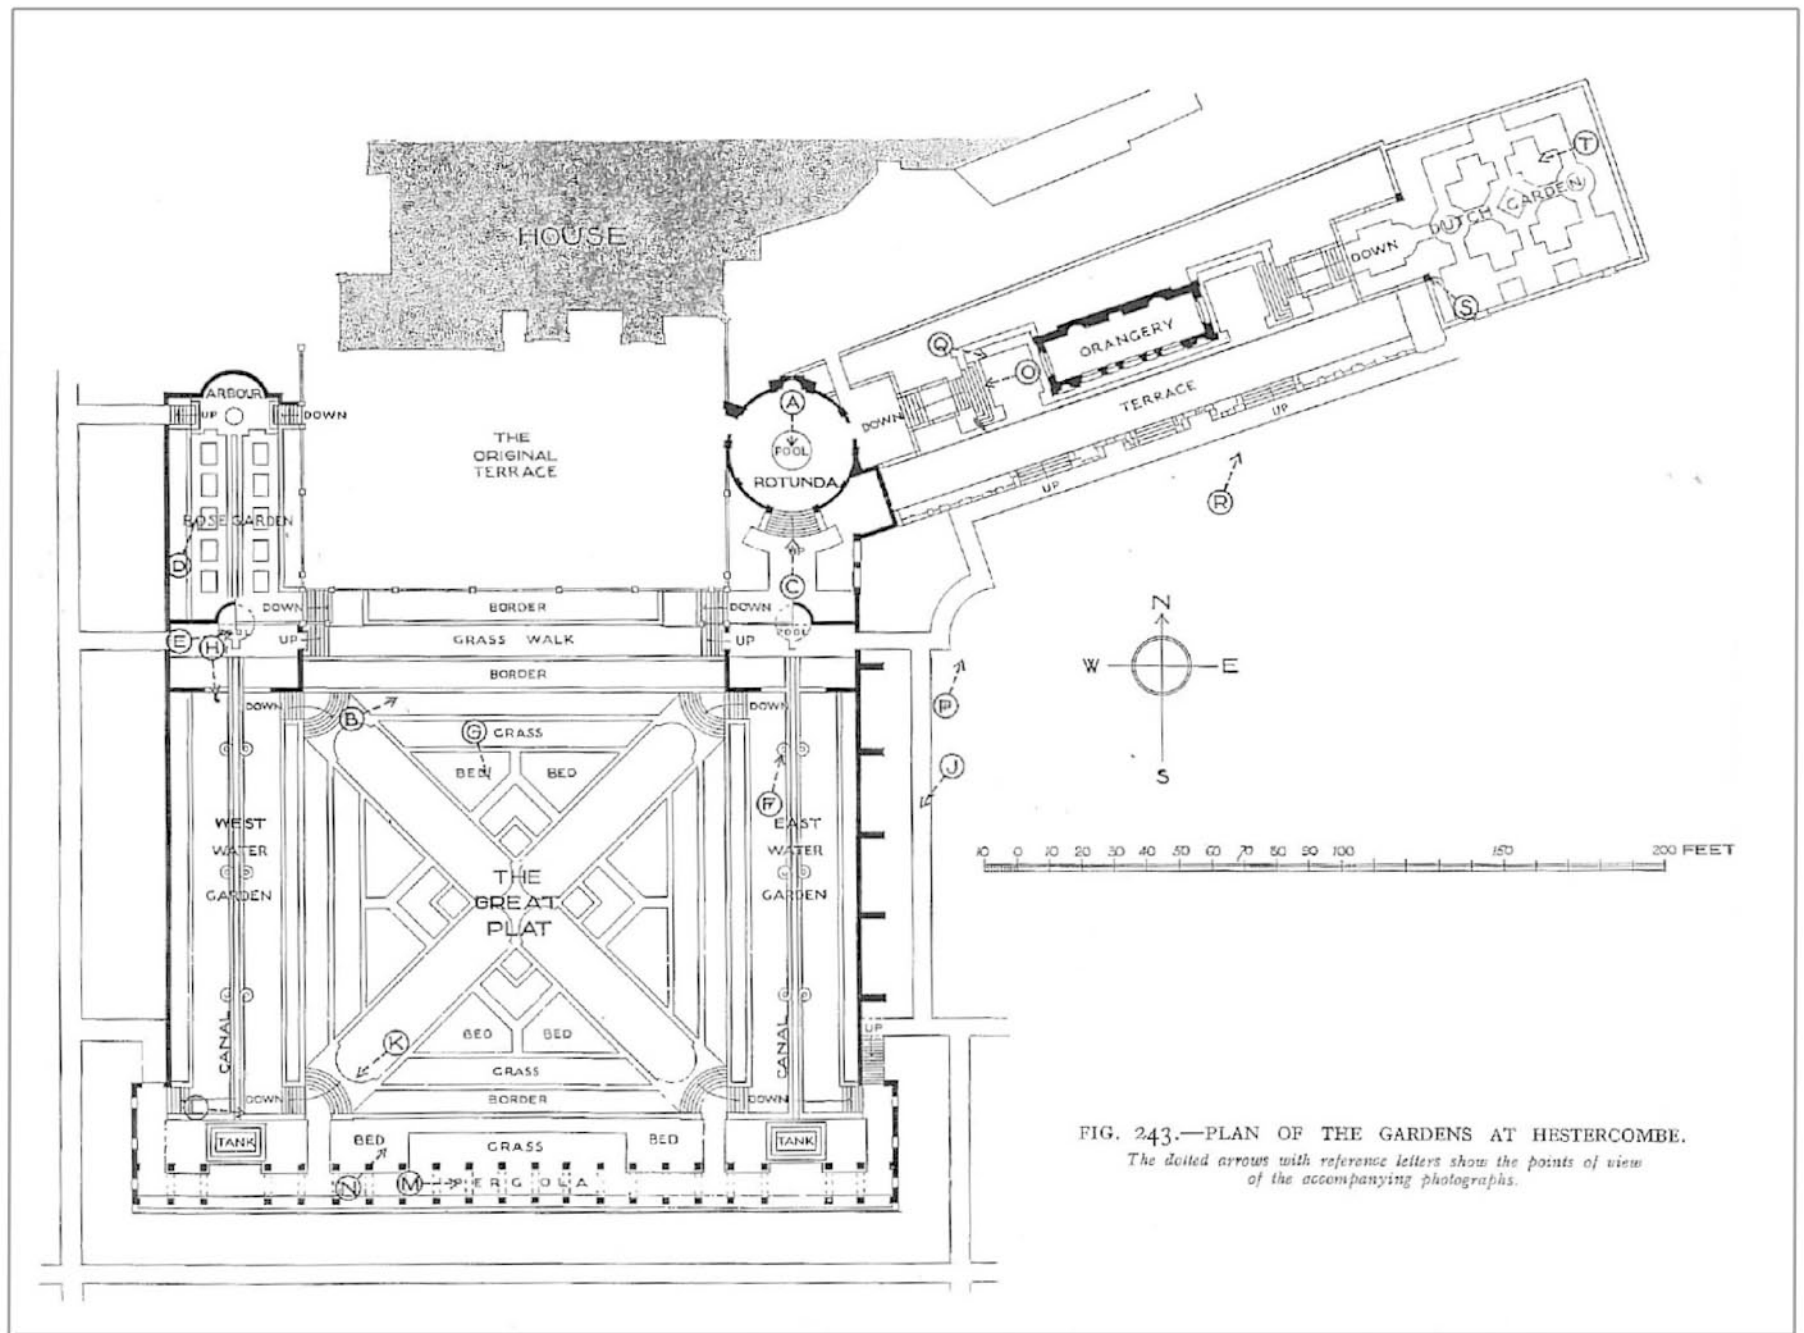 HOUSE
T
DUTCH GARDEN
DOWN
S
Q
O
ORANGERY
TERRACE
UP
UP
R
ARBOUR
UP
DOWN
A
POOL
ROTUNDA
DOWN
THE
ORIGINAL
TERRACE
ROSE GARDEN
D
UP
C
DOWN
BORDER
DOWN
E
H
UP
GRASS WALK
UP
POOL
BORDER
N
W
E
S
P
J
DOWN
B
G
GRASS
DOWN
BED
BED
F
WEST
WATER
GARDEN
CANAL
THE
GREAT
PLAT
EAST
WATER
GARDEN
CANAL
10 0 10 20 30 40 50 60 70 80 90 100 150 200 FEET
BED
BED
K
GRASS
UP
L
DOWN
BORDER
DOWN
TANK
BED
GRASS
BED
TANK
N
M
PERGOLA
FIG. 243.—PLAN OF THE GARDENS AT HESTERCOMBE.
The dotted arrows with reference letters show the points of view
of the accompanying photographs.